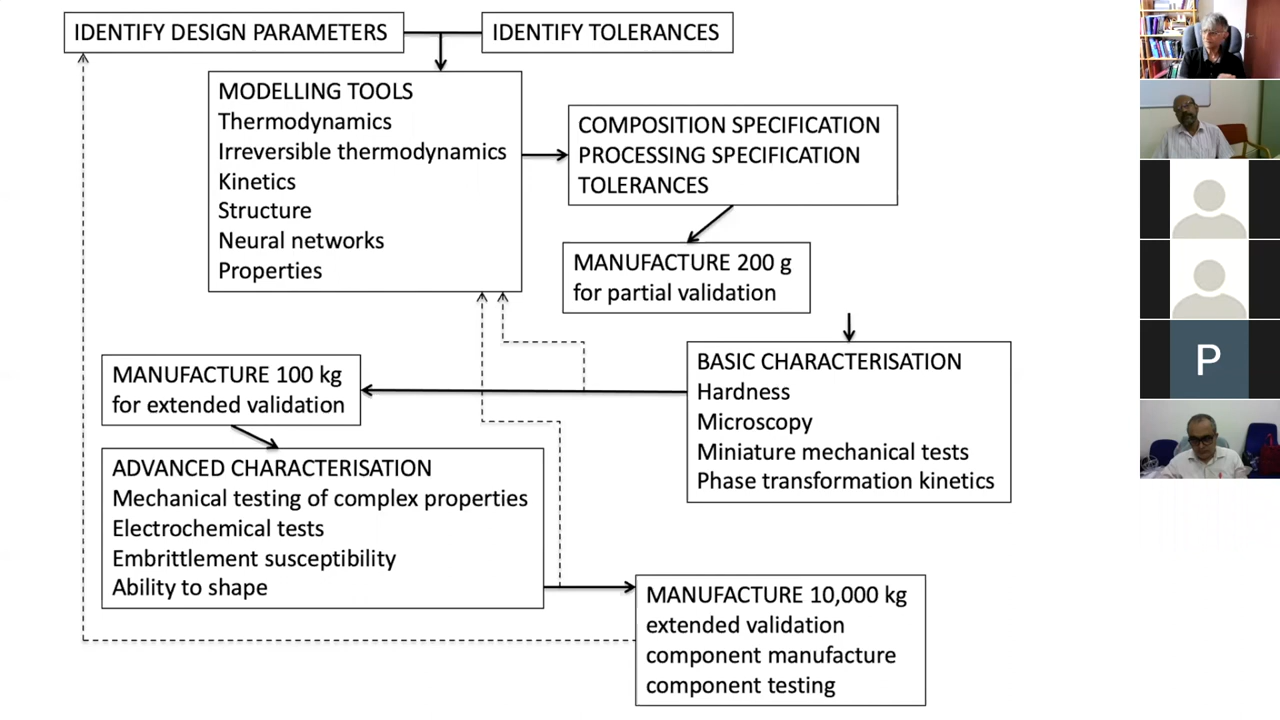 IDENTIFY DESIGN PARAMETERS
IDENTIFY TOLERANCES
MODELLING TOOLS
Thermodynamics
Irreversible thermodynamics
Kinetics
Structure
Neural networks
Properties
COMPOSITION SPECIFICATION
PROCESSING SPECIFICATION
TOLERANCES
MANUFACTURE 200 g
for partial validation
BASIC CHARACTERISATION
Hardness
Microscopy
Miniature mechanical tests
Phase transformation kinetics
MANUFACTURE 100 kg
for extended validation
ADVANCED CHARACTERISATION
Mechanical testing of complex properties
Electrochemical tests
Embrittlement susceptibility
Ability to shape
MANUFACTURE 10,000 kg
extended validation
component manufacture
component testing
P